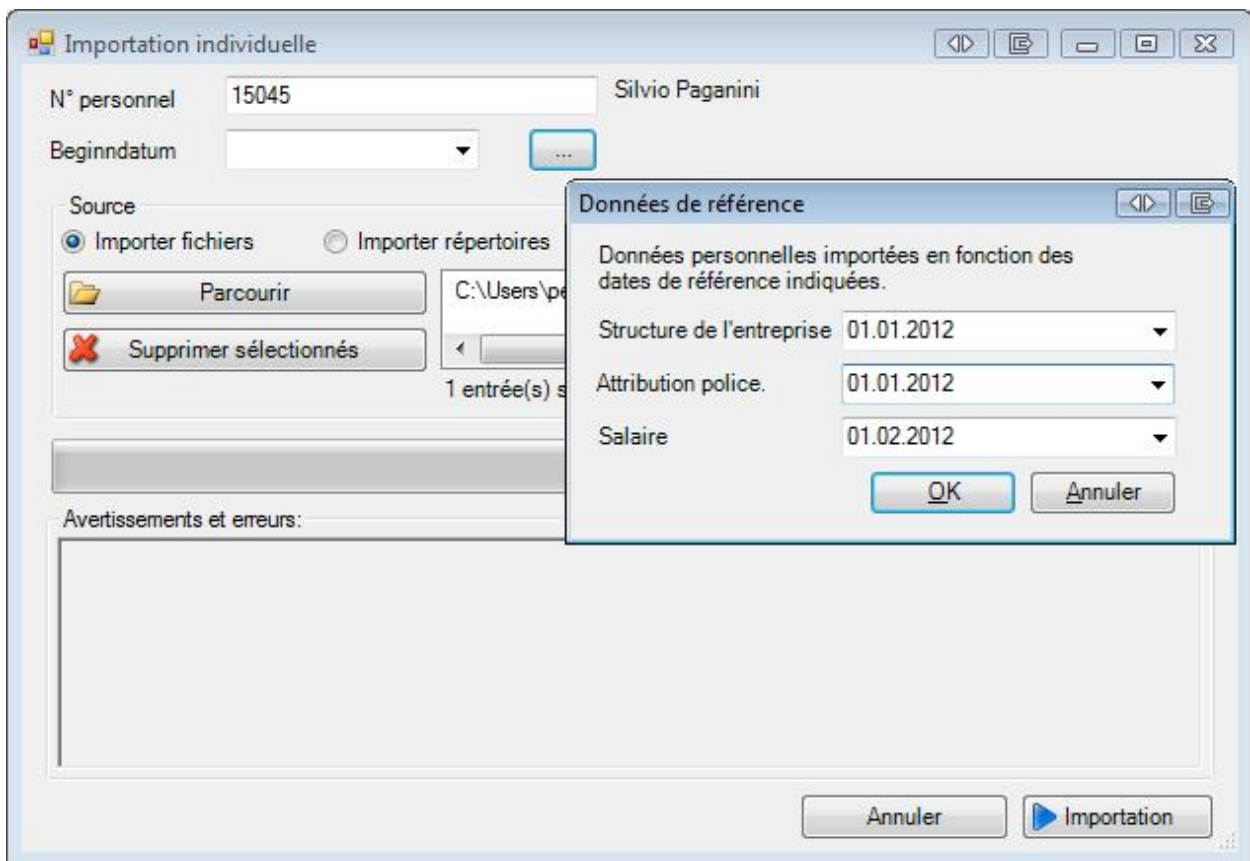 Importation individuelle
N° personnel 15045 Silvio Paganini
Beginndatum ...
Source
Importer fichiers Importer répertoires
Parcourir C:\Users\pe
Supprimer sélectionnés
1 entrée(s) s
Données de référence
Données personnelles importées en fonction des
dates de référence indiquées.
Structure de l'entreprise 01.01.2012
Attribution police. 01.01.2012
Salaire 01.02.2012
OK Annuler
Avertissements et erreurs:
Annuler Importation